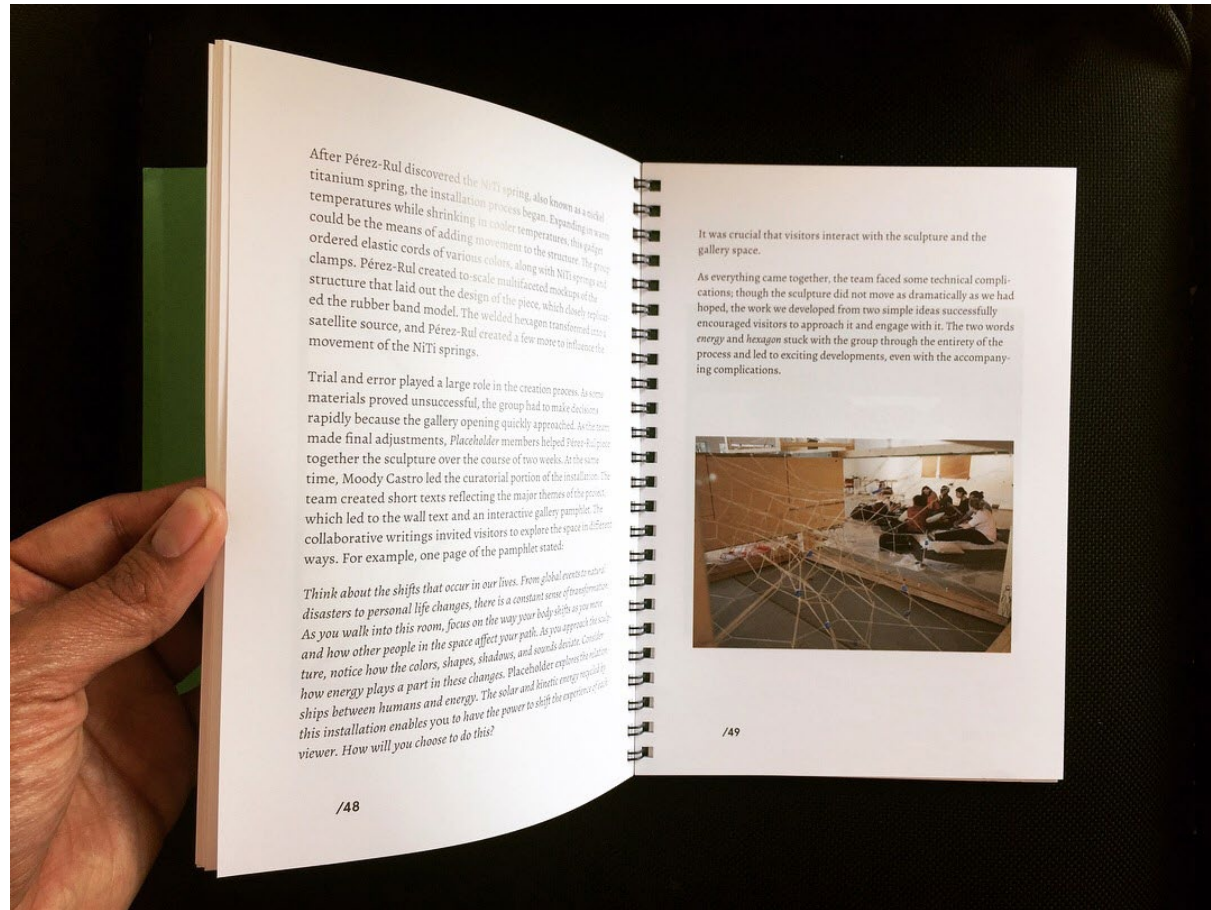 After Pérez-Rul discovered the NiTi spring, also known as a nickel
titanium spring, the installation process began. Expanding in warm
temperatures while shrinking in cooler temperatures, this gadget
could be the means of adding movement to the structure. The group
ordered elastic cords of various colors, along with NiTi springs and
clamps. Pérez-Rul created to-scale multifaceted mockups of the
structure that laid out the design of the piece, which closely replicat-
ed the rubber band model. The welded hexagon transformed into a
satellite source, and Pérez-Rul created a few more to influence the
movement of the NiTi springs.
Trial and error played a large role in the creation process. As some
materials proved unsuccessful, the group had to make decisions
rapidly because the gallery opening quickly approached. As the team
made final adjustments, Placeholder members helped Pérez-Rul piece
together the sculpture over the course of two weeks. At the same
time, Moody Castro led the curatorial portion of the installation. The
team created short texts reflecting the major themes of the project,
which led to the wall text and an interactive gallery pamphlet. The
collaborative writings invited visitors to explore the space in different
ways. For example, one page of the pamphlet stated:
Think about the shifts that occur in our lives. From global events to natural
disasters to personal life changes, there is a constant sense of transformation.
As you walk into this room, focus on the way your body shifts as you move
and how other people in the space affect your path. As you approach the sculp-
ture, notice how the colors, shapes, shadows, and sounds deviate. Consider
how energy plays a part in these changes. Placeholder explores the relation-
ships between humans and energy. The solar and kinetic energy recycled by
this installation enables you to have the power to shift the experience of each
viewer. How will you choose to do this?
/48
It was crucial that visitors interact with the sculpture and the
gallery space.
As everything came together, the team faced some technical compli-
cations; though the sculpture did not move as dramatically as we had
hoped, the work we developed from two simple ideas successfully
encouraged visitors to approach it and engage with it. The two words
energy and hexagon stuck with the group through the entirety of the
process and led to exciting developments, even with the accompany-
ing complications.
/49